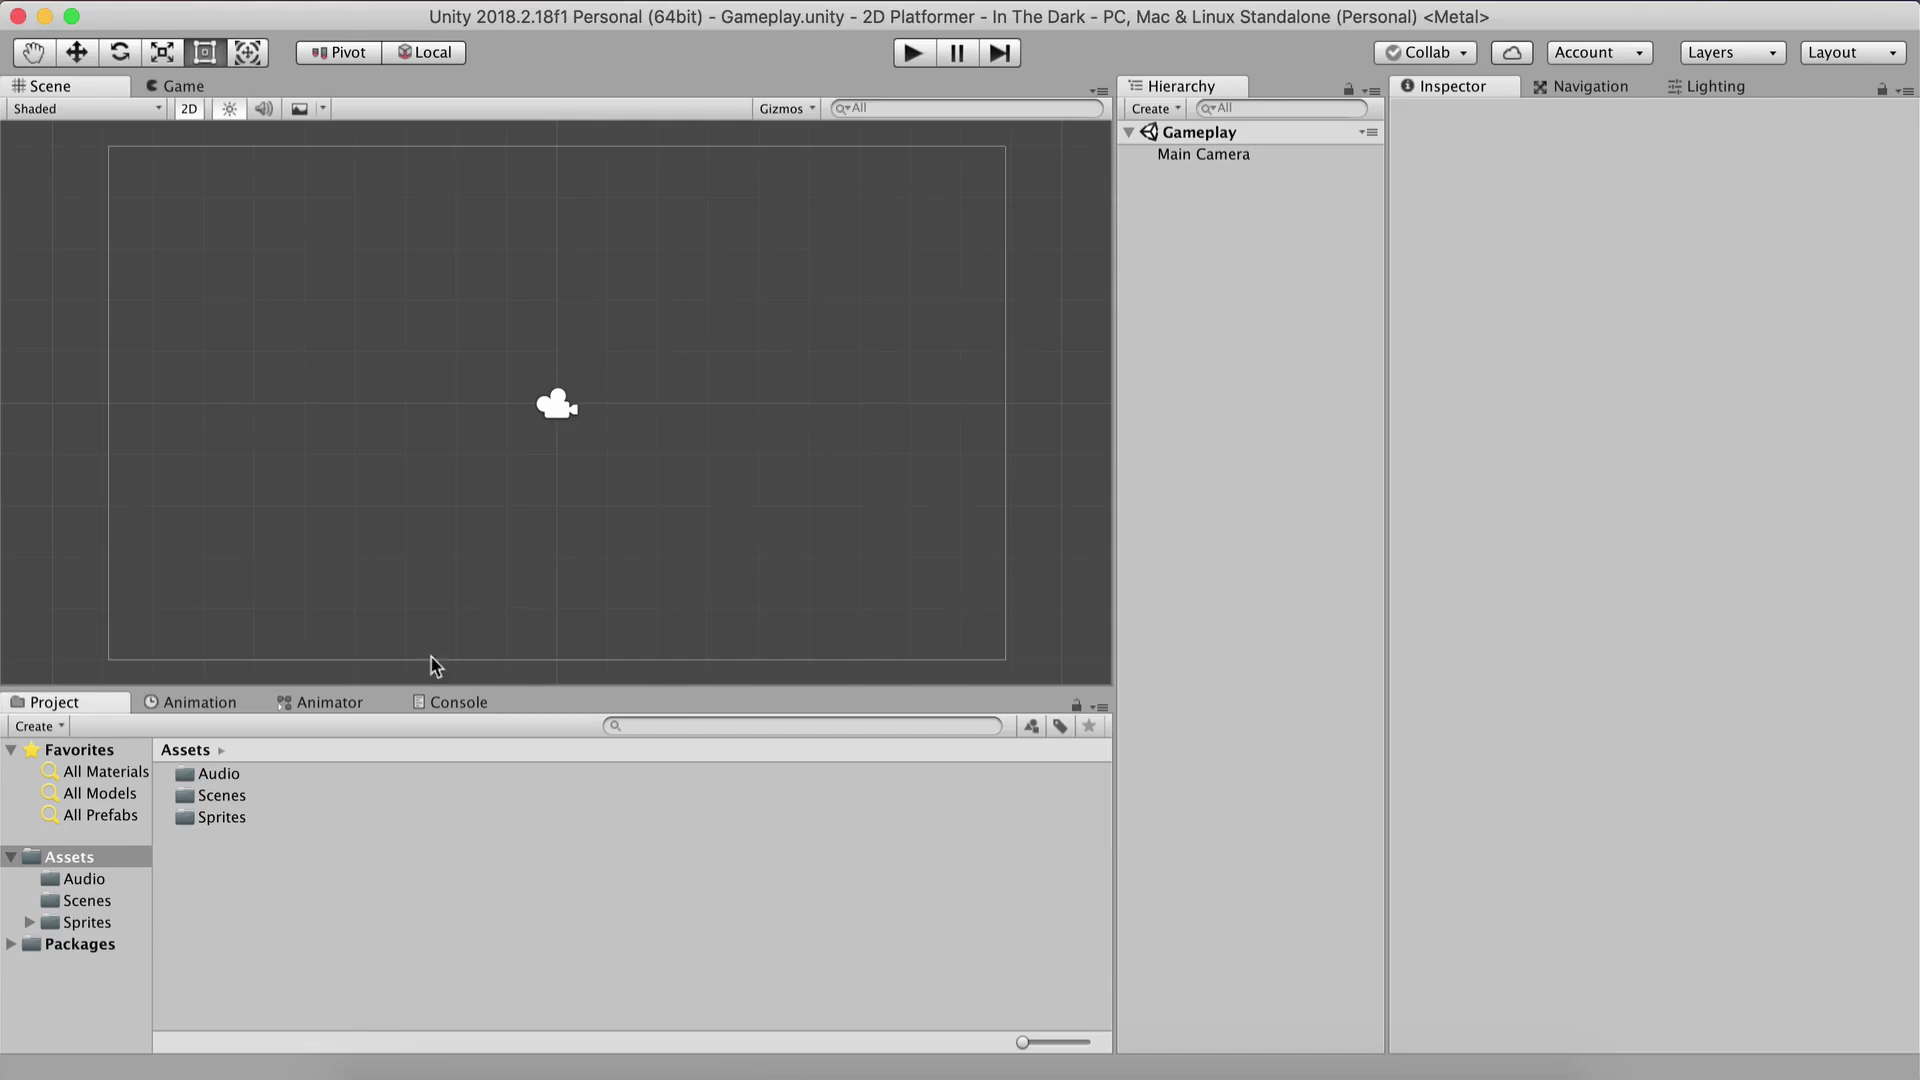 Unity 2018.2.18f1 Personal (64bit) - Gameplay.unity - 2D Platformer - In The Dark - PC, Mac & Linux Standalone (Personal) <Metal>
Pivot Local Collab Account Layers Layout
Scene Game
Shaded 2D Gizmos All
Hierarchy
Create All
Gameplay
Main Camera
Inspector Navigation Lighting
Project Animation Animator Console
Create
Favorites
All Materials
All Models
All Prefabs
Assets
Audio
Scenes
Sprites
Packages
Assets
Audio
Scenes
Sprites